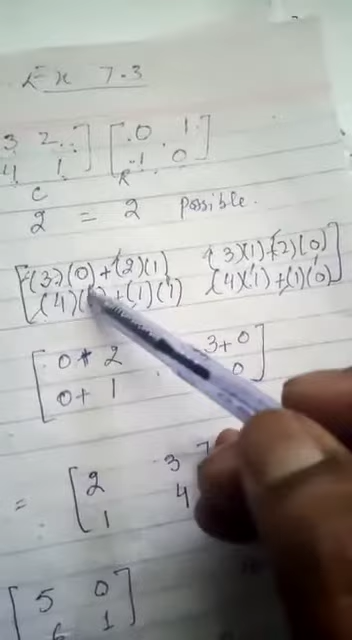 Ex 7.3
3 2 ] [ 0 1
4 1 ] [ -1 0 ]
C R
2 = 2 possible.
[ (3)(0)+(2)(1) (3)(1)+(2)(0) ]
(4)( +(1)(1) (4)(1)+(1)(0)
[ 0+2 3+0 ]
0+1 0
= [ 2 3 ]
1 4
[ 5 0 ]
6 1